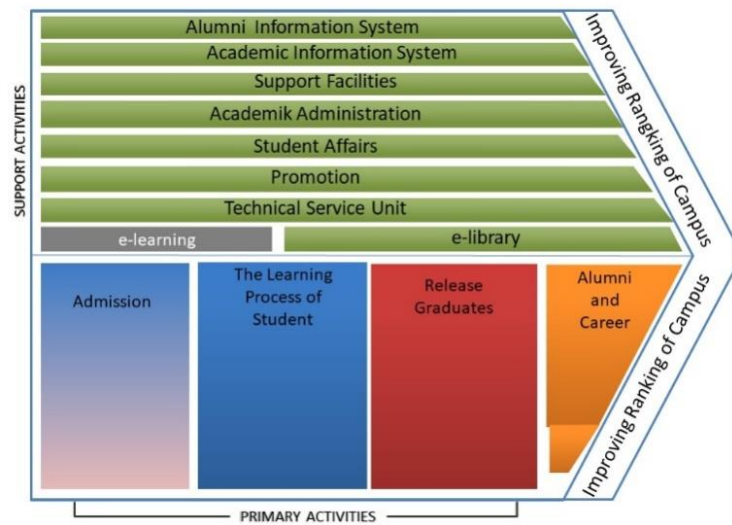 SUPPORT ACTIVITIES
Alumni Information System
Academic Information System
Support Facilities
Academik Administration
Student Affairs
Promotion
Technical Service Unit
e-learning
e-library
Improving Rangking of Campus
Admission
The Learning
Process of
Student
Release
Graduates
Alumni
and
Career
Improving Ranking of Campus
PRIMARY ACTIVITIES